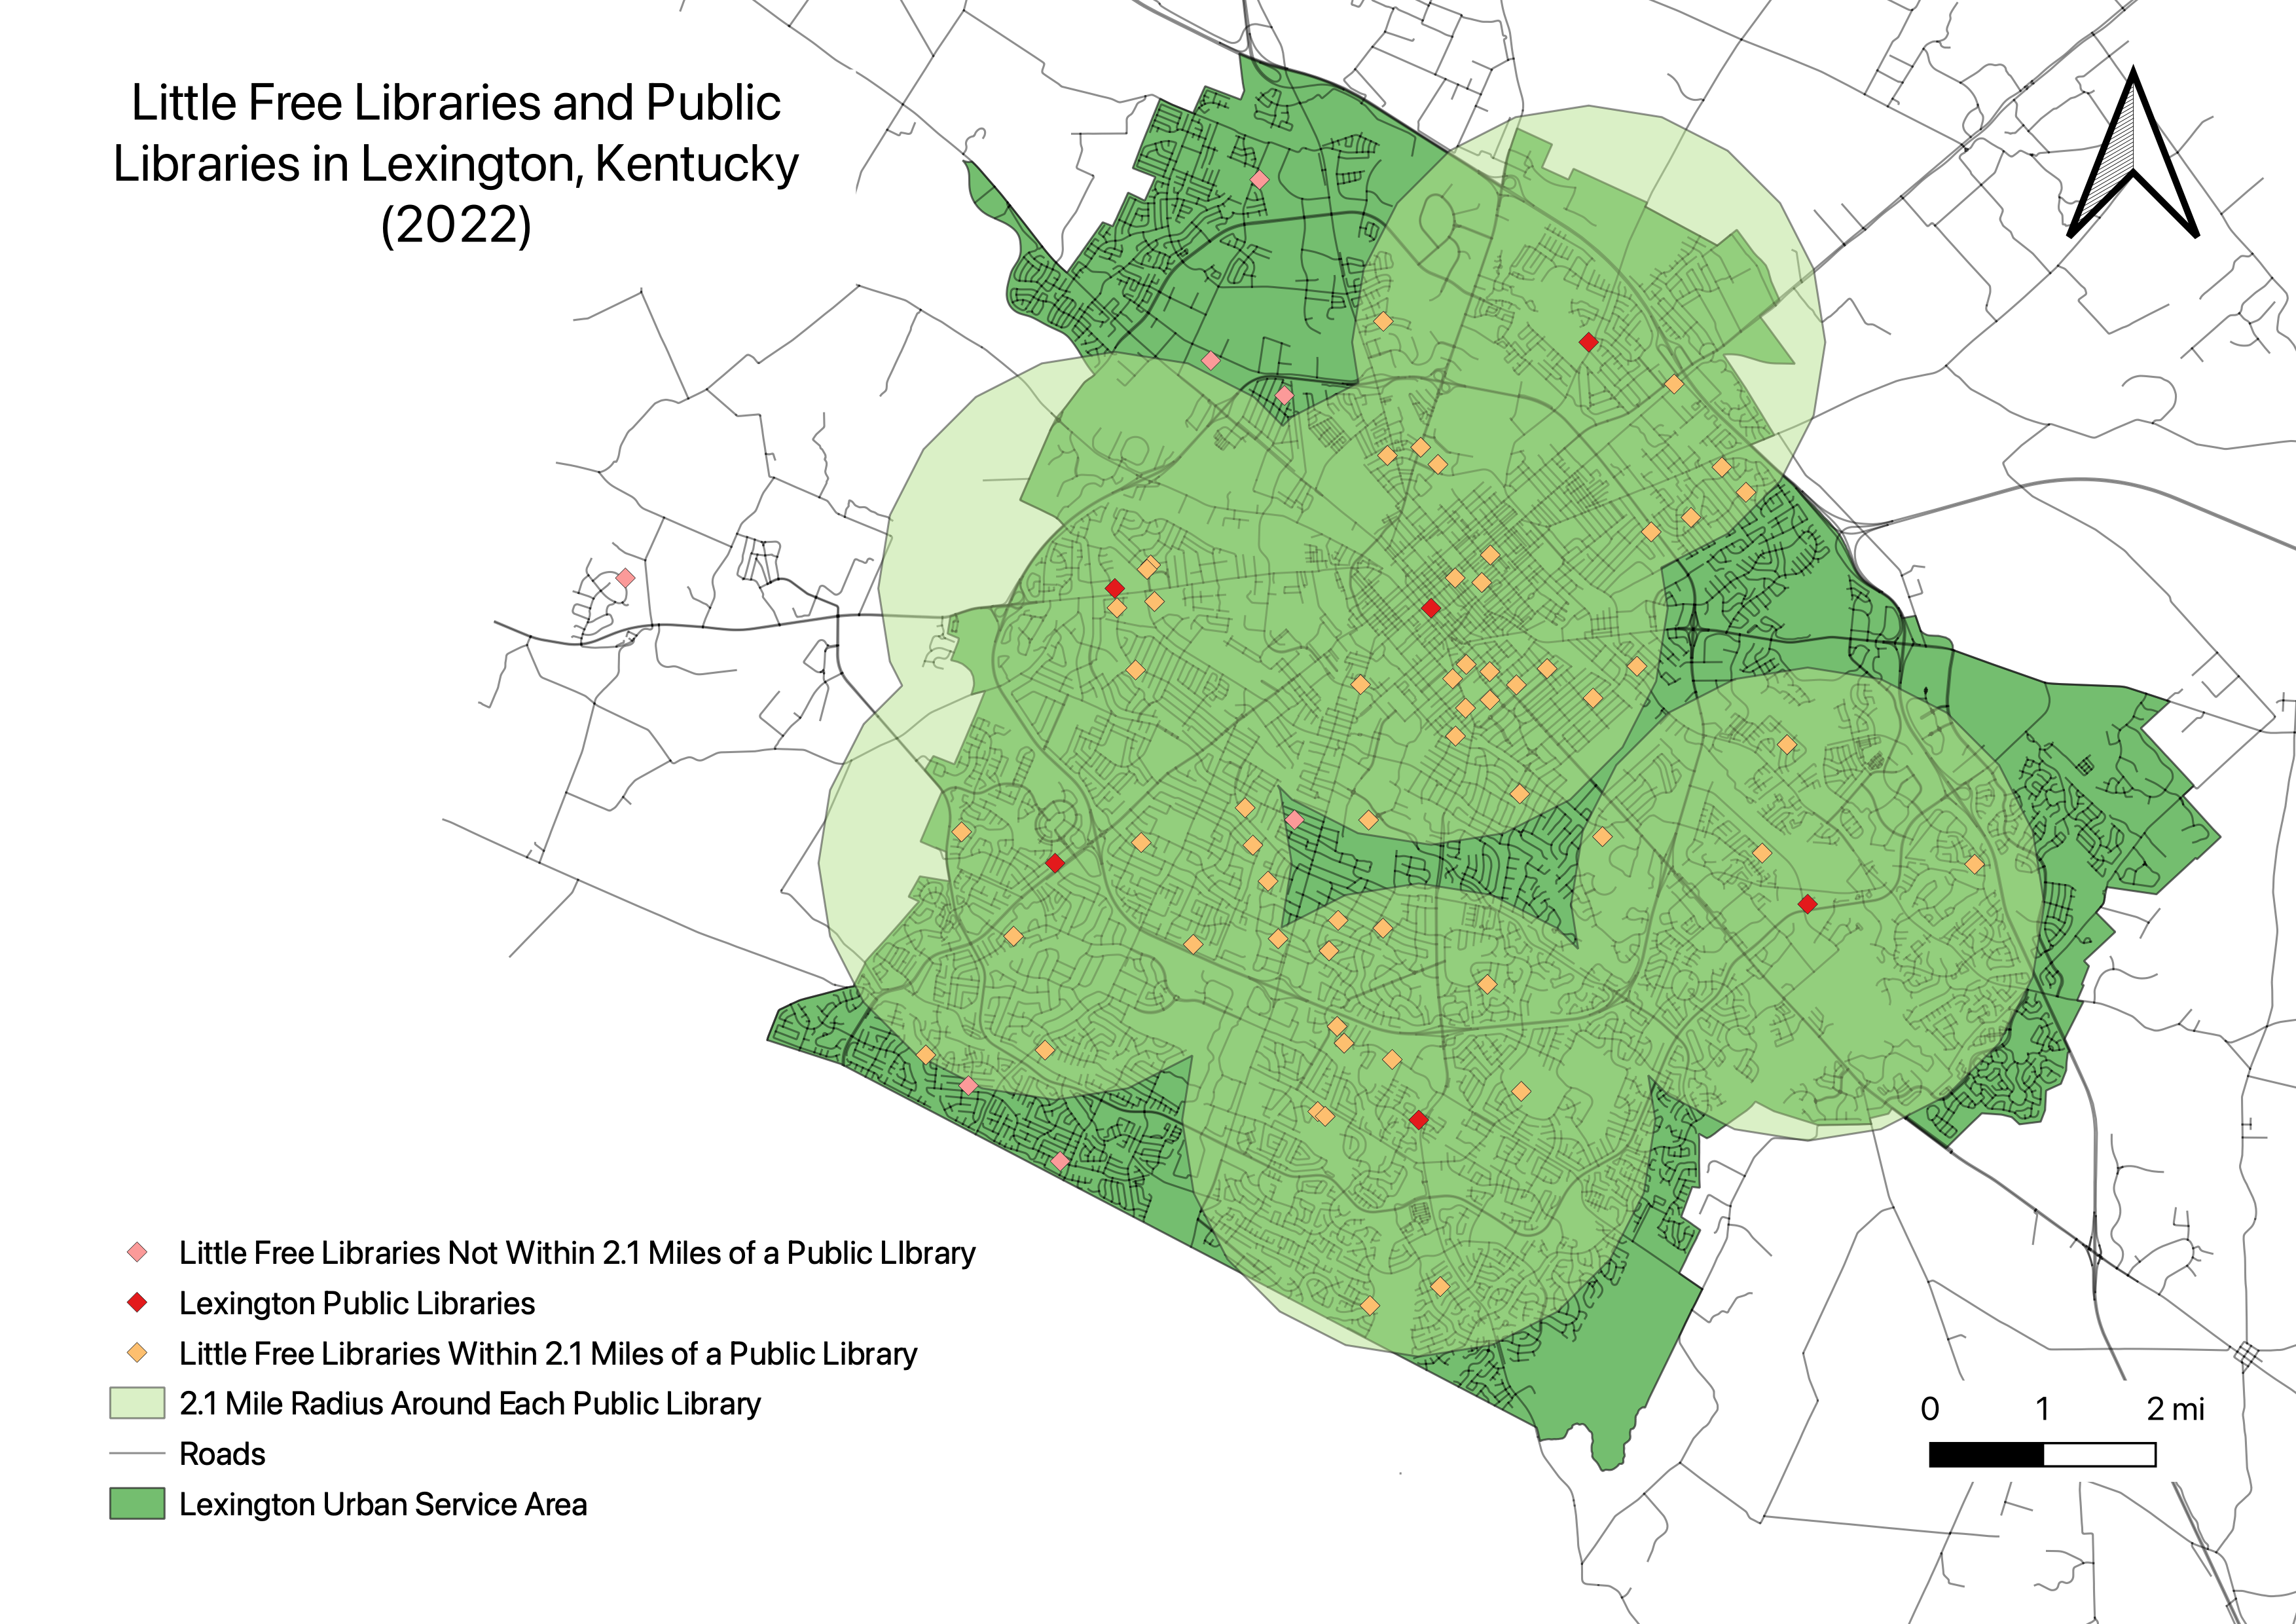 Little Free Libraries and Public
Libraries in Lexington, Kentucky
(2022)
Little Free Libraries Not Within 2.1 Miles of a Public LIbrary
Lexington Public Libraries
Little Free Libraries Within 2.1 Miles of a Public Library
2.1 Mile Radius Around Each Public Library
Roads
Lexington Urban Service Area
0 1 2 mi